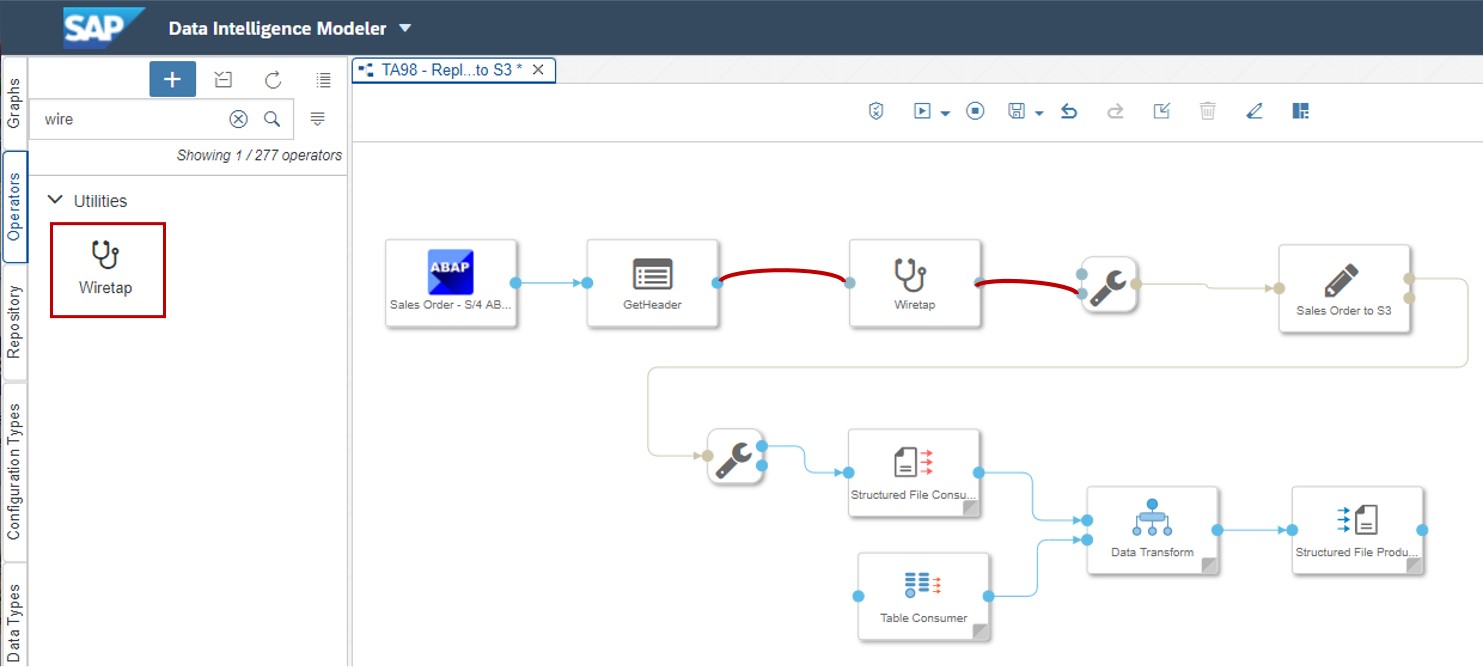 SAP Data Intelligence Modeler
TA98 - Repl...to S3 *
Graphs
wire
Showing 1 / 277 operators
Operators
Utilities
Wiretap
Repository
Configuration Types
Data Types
ABAP
Sales Order - S/4 AB...
GetHeader
Wiretap
Sales Order to S3
Structured File Consu...
Data Transform
Structured File Produ...
Table Consumer